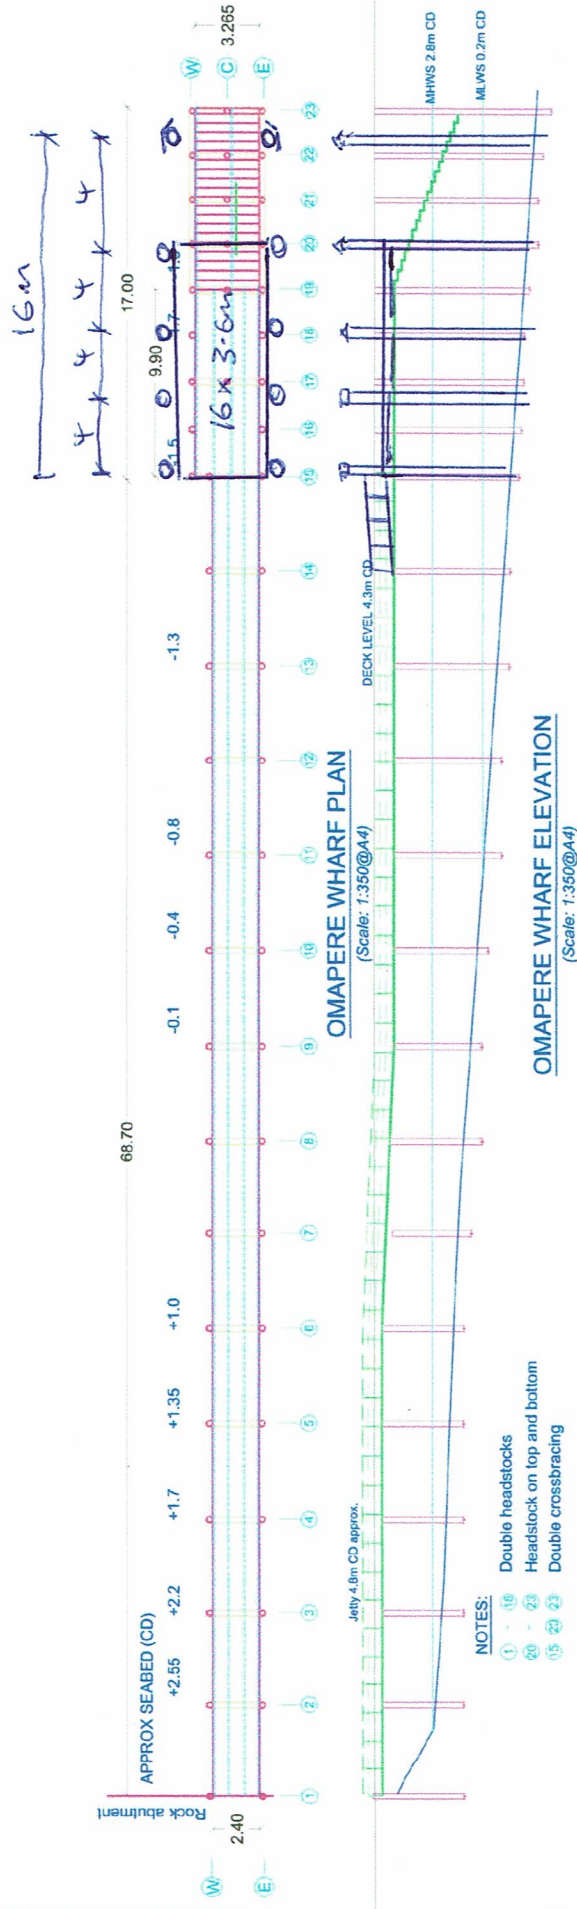 16m
4 4 4 4
17.00
3.265
9.90
68.70
APPROX SEABED (CD)
+2.55 +2.2 +1.7 +1.35 +1.0 -0.1 -0.4 -0.8 -1.3
Rock abutment
W
E
2.40
W
C
E
16 x 3.6m
1 2 3 4 5 6 7 8 9 10 11 12 13 14 15 16 17 18 19 20 21 22 23
OMAPERE WHARF PLAN
(Scale: 1:350@A4)
Jetty 4.8m CD approx.
DECK LEVEL 4.3m CD
MHWS 2.8m CD
MLWS 0.2m CD
OMAPERE WHARF ELEVATION
(Scale: 1:350@A4)
NOTES:
1 - 18 Double headstocks
20 - 23 Headstock on top and bottom
15 20 23 Double crossbracing